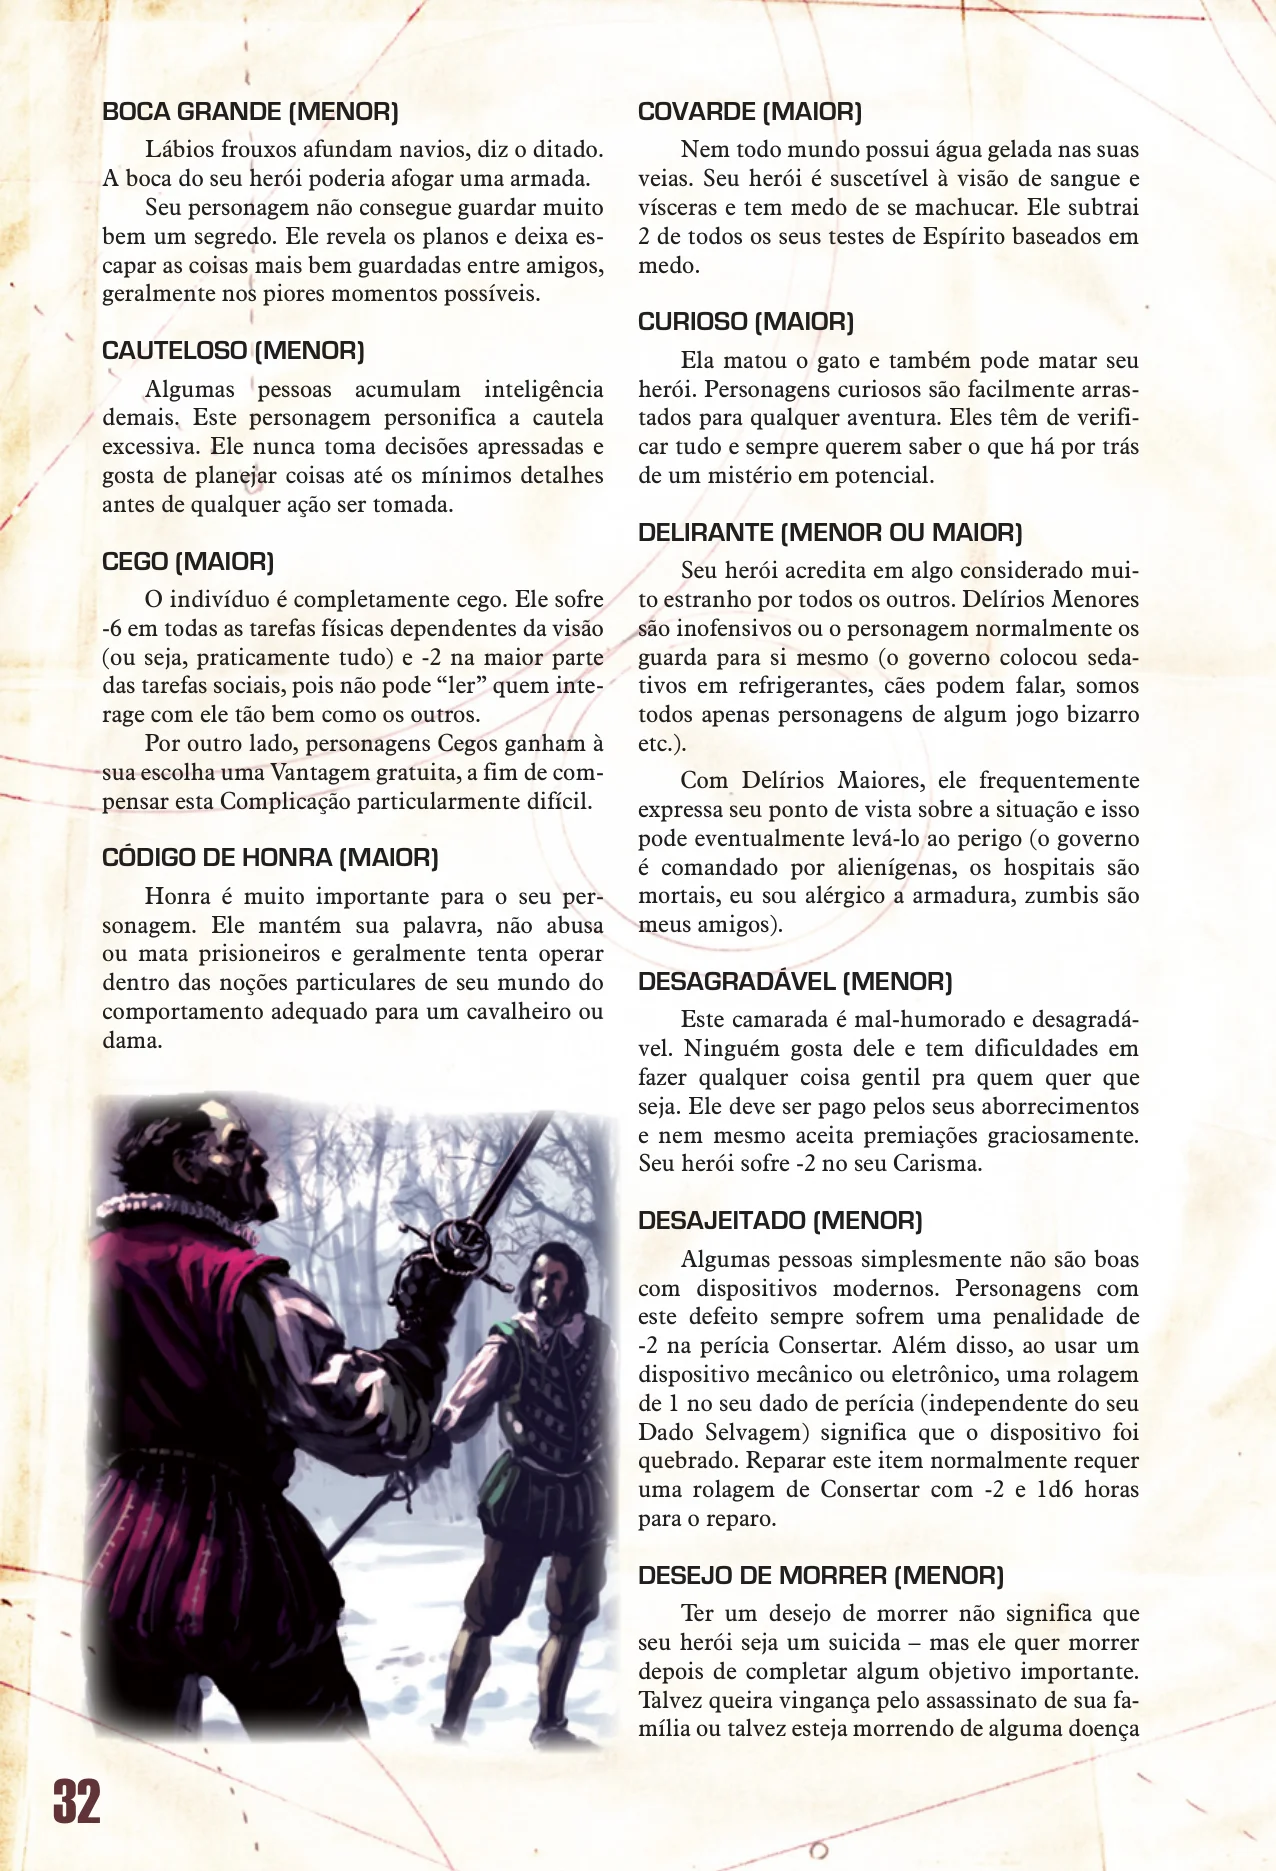 BOCA GRANDE (MENOR)
Lábios frouxos afundam navios, diz o ditado.
A boca do seu herói poderia afogar uma armada.
Seu personagem não consegue guardar muito
bem um segredo. Ele revela os planos e deixa es-
capar as coisas mais bem guardadas entre amigos,
geralmente nos piores momentos possíveis.
CAUTELOSO (MENOR)
Algumas pessoas acumulam inteligência
demais. Este personagem personifica a cautela
excessiva. Ele nunca toma decisões apressadas e
gosta de planejar coisas até os mínimos detalhes
antes de qualquer ação ser tomada.
CEGO (MAIOR)
O indivíduo é completamente cego. Ele sofre
-6 em todas as tarefas físicas dependentes da visão
(ou seja, praticamente tudo) e -2 na maior parte
das tarefas sociais, pois não pode “ler” quem inte-
rage com ele tão bem como os outros.
Por outro lado, personagens Cegos ganham à
sua escolha uma Vantagem gratuita, a fim de com-
pensar esta Complicação particularmente difícil.
CÓDIGO DE HONRA (MAIOR)
Honra é muito importante para o seu per-
sonagem. Ele mantém sua palavra, não abusa
ou mata prisioneiros e geralmente tenta operar
dentro das noções particulares de seu mundo do
comportamento adequado para um cavalheiro ou
dama.
COVARDE (MAIOR)
Nem todo mundo possui água gelada nas suas
veias. Seu herói é suscetível à visão de sangue e
vísceras e tem medo de se machucar. Ele subtrai
2 de todos os seus testes de Espírito baseados em
medo.
CURIOSO (MAIOR)
Ela matou o gato e também pode matar seu
herói. Personagens curiosos são facilmente arras-
tados para qualquer aventura. Eles têm de verifi-
car tudo e sempre querem saber o que há por trás
de um mistério em potencial.
DELIRANTE (MENOR OU MAIOR)
Seu herói acredita em algo considerado mui-
to estranho por todos os outros. Delírios Menores
são inofensivos ou o personagem normalmente os
guarda para si mesmo (o governo colocou seda-
tivos em refrigerantes, cães podem falar, somos
todos apenas personagens de algum jogo bizarro
etc.).
Com Delírios Maiores, ele frequentemente
expressa seu ponto de vista sobre a situação e isso
pode eventualmente levá-lo ao perigo (o governo
é comandado por alienígenas, os hospitais são
mortais, eu sou alérgico a armadura, zumbis são
meus amigos).
DESAGRADÁVEL (MENOR)
Este camarada é mal-humorado e desagradá-
vel. Ninguém gosta dele e tem dificuldades em
fazer qualquer coisa gentil pra quem quer que
seja. Ele deve ser pago pelos seus aborrecimentos
e nem mesmo aceita premiações graciosamente.
Seu herói sofre -2 no seu Carisma.
DESAJEITADO (MENOR)
Algumas pessoas simplesmente não são boas
com dispositivos modernos. Personagens com
este defeito sempre sofrem uma penalidade de
-2 na perícia Consertar. Além disso, ao usar um
dispositivo mecânico ou eletrônico, uma rolagem
de 1 no seu dado de perícia (independente do seu
Dado Selvagem) significa que o dispositivo foi
quebrado. Reparar este item normalmente requer
uma rolagem de Consertar com -2 e 1d6 horas
para o reparo.
DESEJO DE MORRER (MENOR)
Ter um desejo de morrer não significa que
seu herói seja um suicida – mas ele quer morrer
depois de completar algum objetivo importante.
Talvez queira vingança pelo assassinato de sua fa-
mília ou talvez esteja morrendo de alguma doença
32